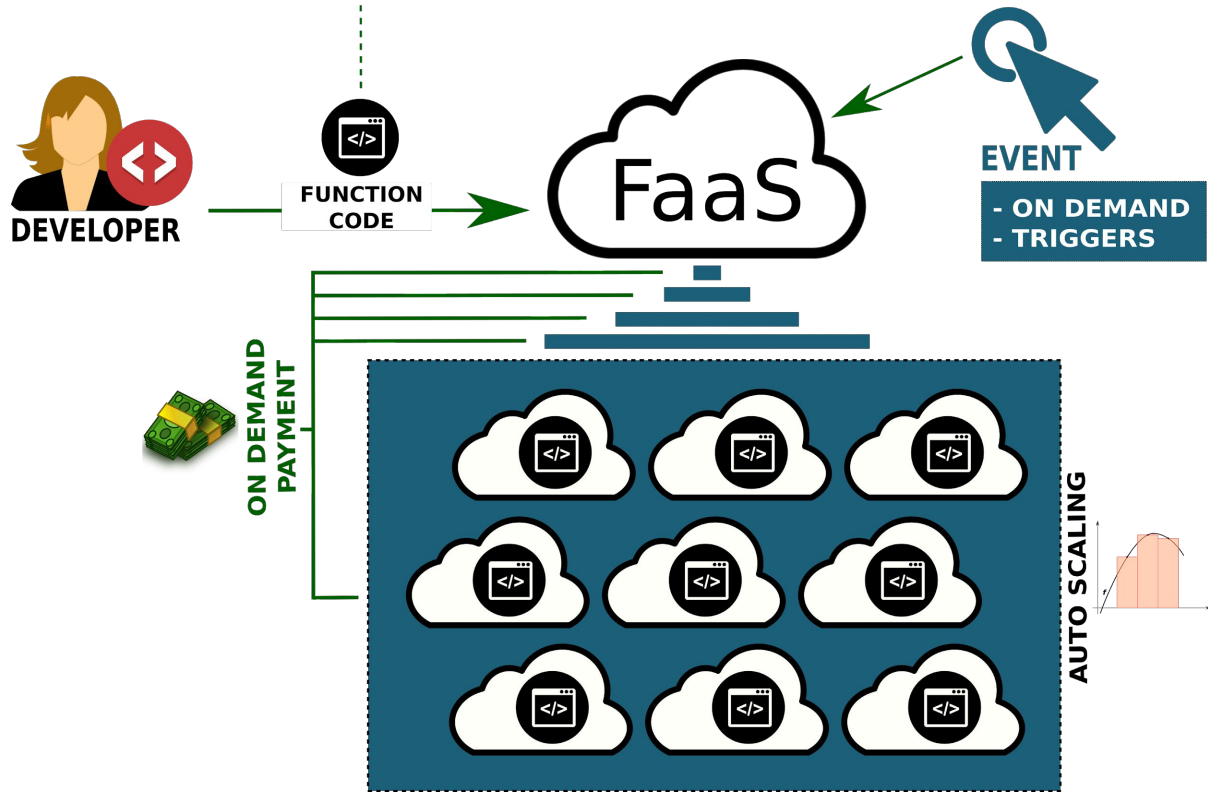 DEVELOPER
</>
FUNCTION
CODE
FaaS
EVENT
- ON DEMAND
- TRIGGERS
ON DEMAND
PAYMENT
</>
</>
</>
</>
</>
</>
</>
</>
</>
AUTO SCALING
f